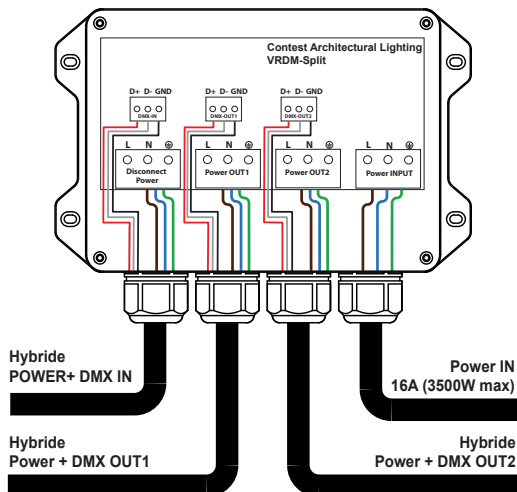 Contest Architectural Lighting
VRDM-Split
D+ D- GND
DMX-IN
D+ D- GND
DMX-OUT1
D+ D- GND
DMX-OUT2
L N
Disconnect
Power
L N
Power OUT1
L N
Power OUT2
L N
Power INPUT
Hybride
POWER+ DMX IN
Power IN
16A (3500W max)
Hybride
Power + DMX OUT1
Hybride
Power + DMX OUT2